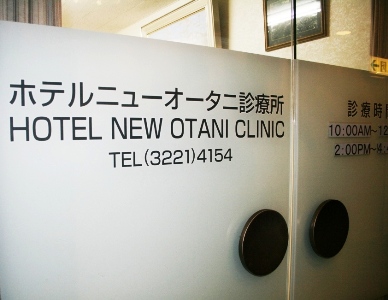 ホテルニューオータニ診療所
HOTEL NEW OTANI CLINIC
TEL(3221)4154
診療時
10:00AM〜12
2:00PM〜4